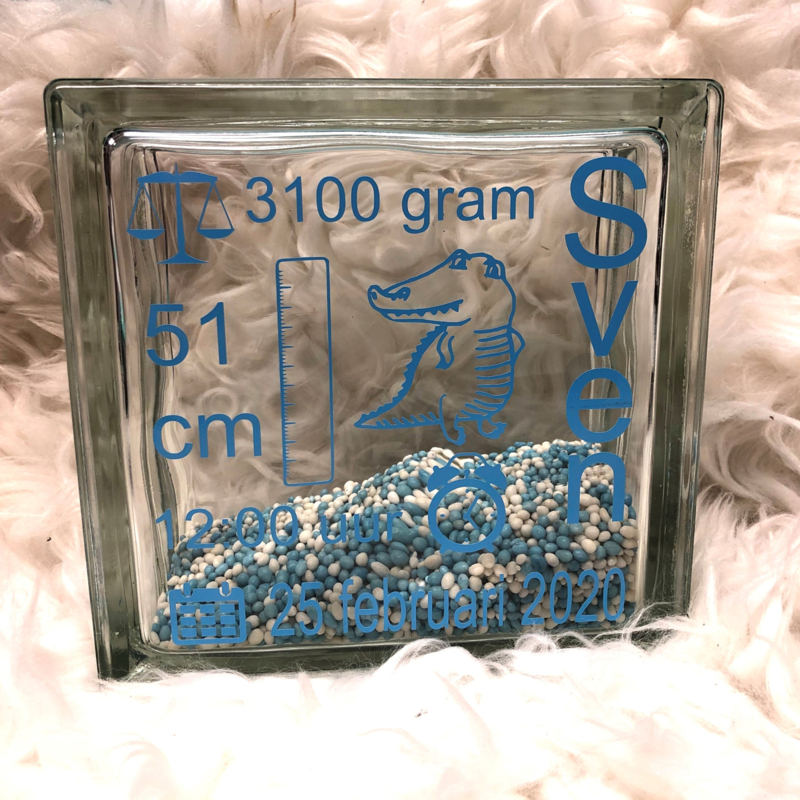 3100 gram
Sven
51
cm
12:00 uur
25 februari 2020